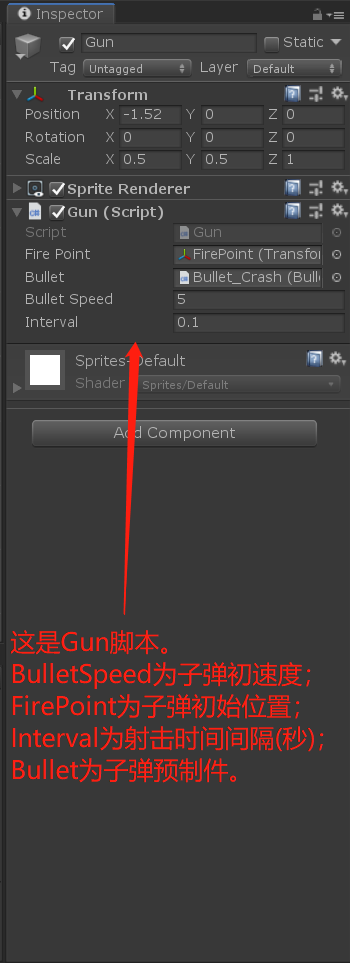 Inspector
Gun Static
Tag Untagged Layer Default
Transform
Position X -1.52 Y 0 Z 0
Rotation X 0 Y 0 Z 0
Scale X 0.5 Y 0.5 Z 1
Sprite Renderer
Gun (Script)
Script Gun
Fire Point FirePoint (Transfor
Bullet Bullet_Crash (Bull
Bullet Speed 5
Interval 0.1
Sprites-Default
Shader Sprites/Default
Add Component
这是Gun脚本。
BulletSpeed为子弹初速度；
FirePoint为子弹初始位置；
Interval为射击时间间隔(秒)；
Bullet为子弹预制件。